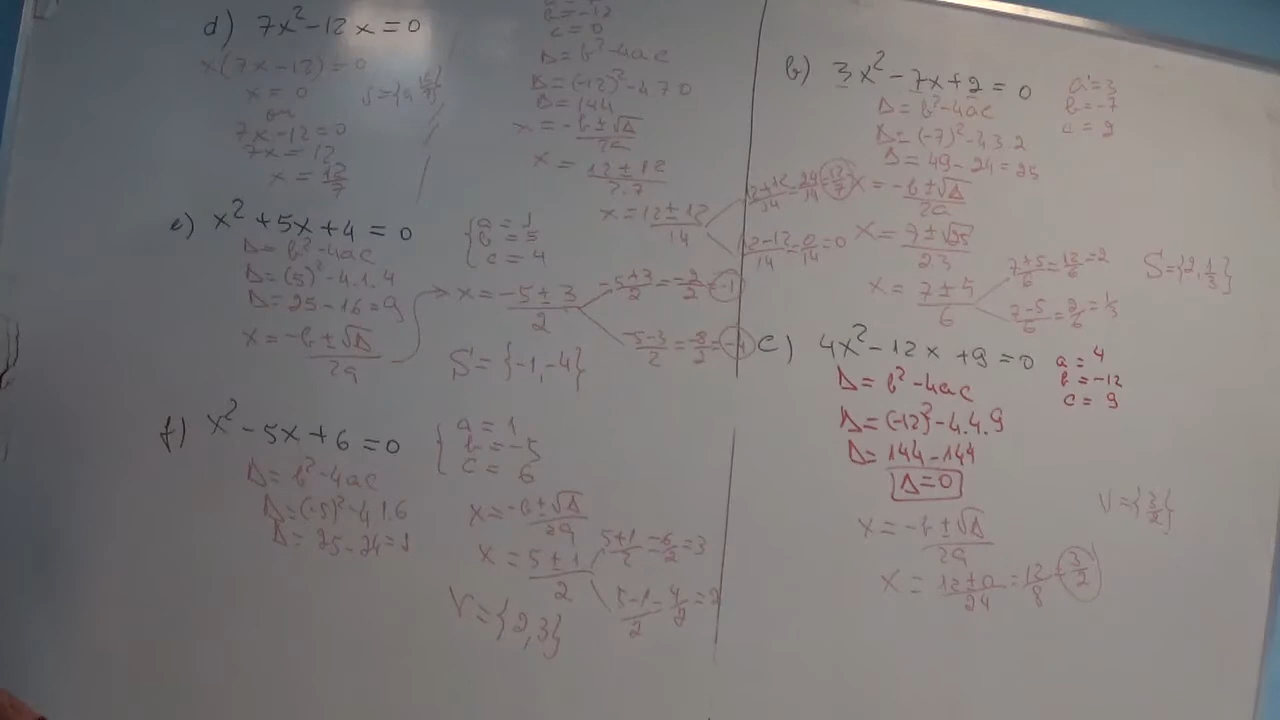 d) 7x² - 12x = 0
x(7x - 12) = 0
x = 0
ou
7x - 12 = 0
7x = 12
x = 12/7
b = -12
c = 0
Δ = b² - 4ac
Δ = (-12)² - 4.7.0
Δ = 144
x = -b ± √Δ / 2a
x = 12 ± 12 / 2.7
x = 12 ± 12 / 14
12 + 12 / 14 = 24/14 = 12/7
12 - 12 / 14 = 0/14 = 0
e) x² + 5x + 4 = 0
a = 1
b = 5
c = 4
Δ = b² - 4ac
Δ = (5)² - 4.1.4
Δ = 25 - 16 = 9
x = -b ± √Δ / 2a
x = -5 ± 3 / 2
-5 + 3 / 2 = -2/2 = -1
-5 - 3 / 2 = -8/2 = -4
S = {-1, -4}
f) x² - 5x + 6 = 0
a = 1
b = -5
c = 6
Δ = b² - 4ac
Δ = (-5)² - 4.1.6
Δ = 25 - 24 = 1
x = -b ± √Δ / 2a
x = 5 ± 1 / 2
5 + 1 / 2 = 6/2 = 3
5 - 1 / 2 = 4/2 = 2
V = {2, 3}
b) 3x² - 7x + 2 = 0
a = 3
b = -7
c = 2
Δ = b² - 4ac
Δ = (-7)² - 4.3.2
Δ = 49 - 24 = 25
x = -b ± √Δ / 2a
x = 7 ± √25 / 2.3
x = 7 ± 5 / 6
7 + 5 / 6 = 12/6 = 2
7 - 5 / 6 = 2/6 = 1/3
S = {2, 1/3}
c) 4x² - 12x + 9 = 0
a = 4
b = -12
c = 9
Δ = b² - 4ac
Δ = (-12)² - 4.4.9
Δ = 144 - 144
Δ = 0
x = -b ± √Δ / 2a
x = 12 ± 0 / 2.4 = 12/8 = 3/2
V = {3/2}